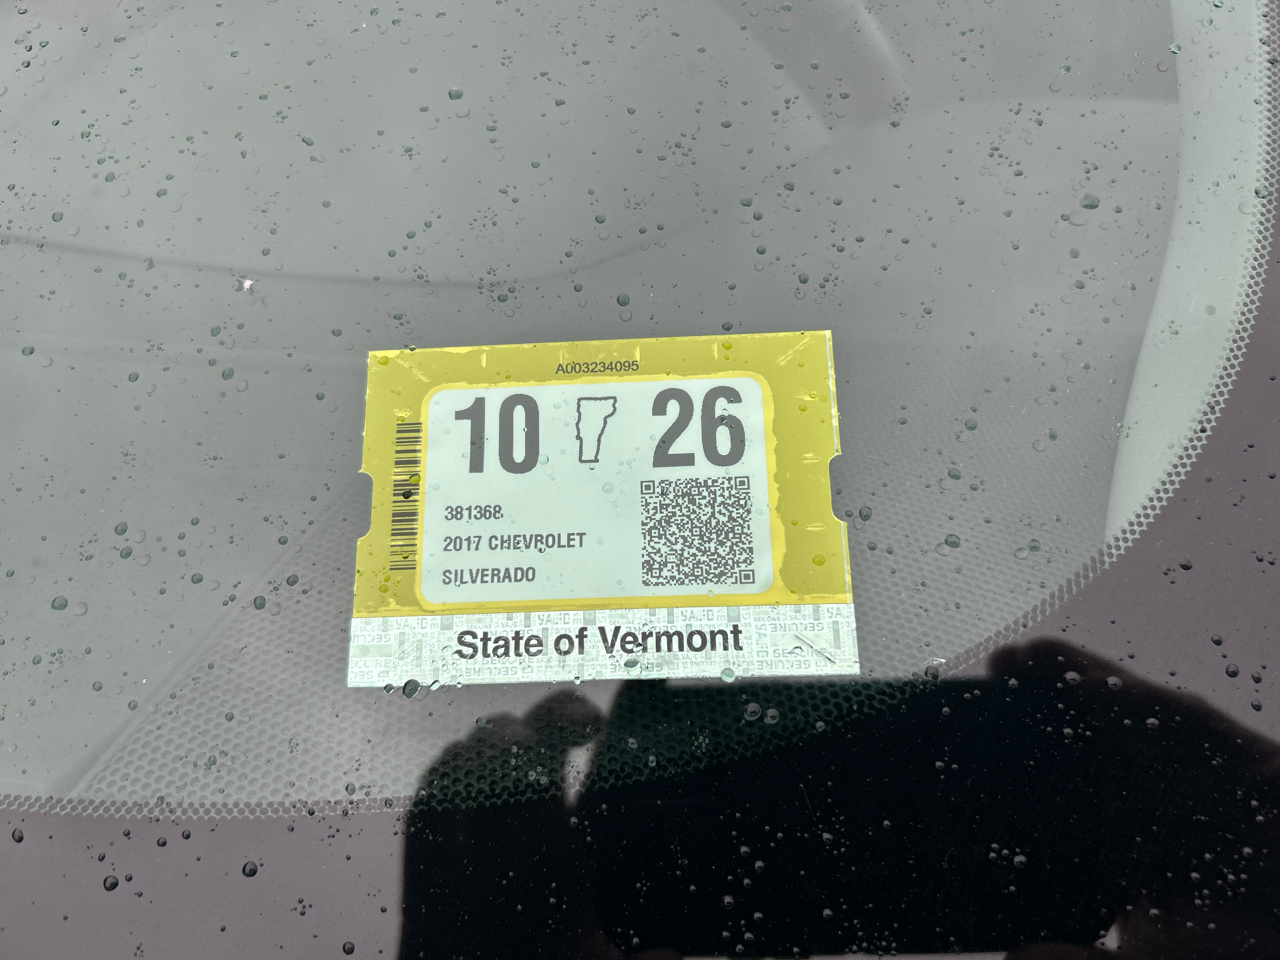 A003234095
10 26
381368
2017 CHEVROLET
SILVERADO
State of Vermont